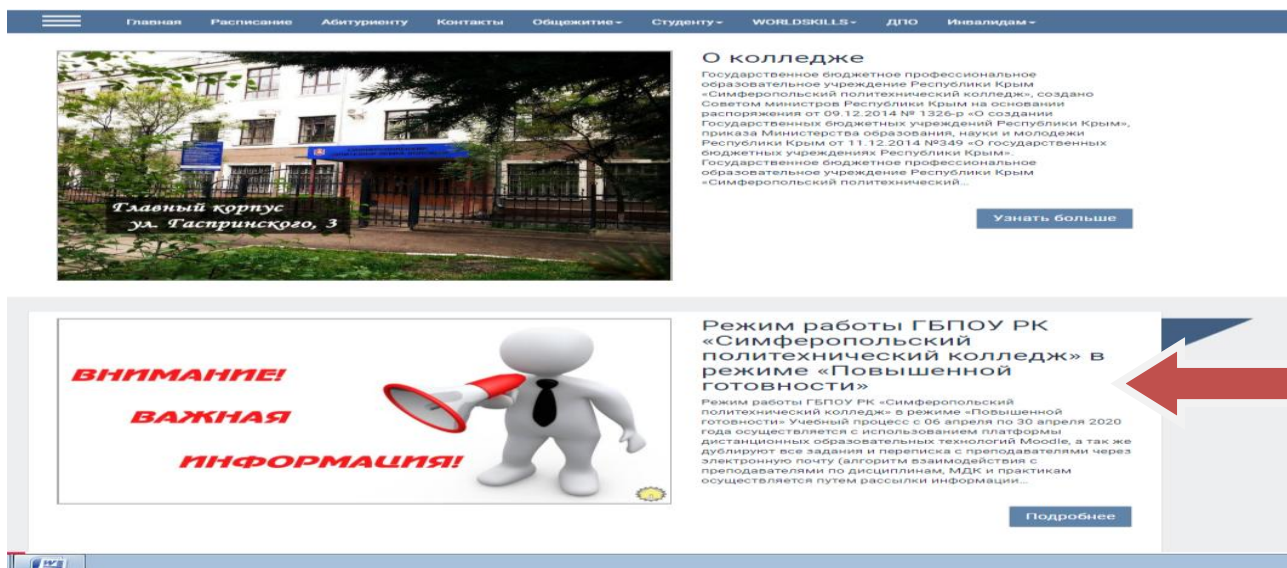 Главная Расписание Абитуриенту Контакты Общежитие Студенту WORLDSKILLS ДПО Инвалидам
О колледже
Государственное бюджетное профессиональное
образовательное учреждение Республики Крым
«Симферопольский политехнический колледж», создано
Советом министров Республики Крым на основании
распоряжения от 09.12.2014 № 1326-р «О создании
Государственных бюджетных учреждений Республики Крым»,
приказа Министерства образования, науки и молодежи
Республики Крым от 11.12.2014 №349 «О государственных
бюджетных учреждениях Республики Крым».
Государственное бюджетное профессиональное
образовательное учреждение Республики Крым
«Симферопольский политехнический...
Узнать больше
Главный корпус
ул. Гаспринского, 3
ВНИМАНИЕ!
ВАЖНАЯ
ИНФОРМАЦИЯ!
Режим работы ГБПОУ РК
«Симферопольский
политехнический колледж» в
режиме «Повышенной
готовности»
Режим работы ГБПОУ РК «Симферопольский
политехнический колледж» в режиме «Повышенной
готовности» Учебный процесс с 06 апреля по 30 апреля 2020
года осуществляется с использованием платформы
дистанционных образовательных технологий Moodle, а так же
дублируют все задания и переписка с преподавателями через
электронную почту (алгоритм взаимодействия с
преподавателями по дисциплинам, МДК и практикам
осуществляется путем рассылки информации...
Подробнее